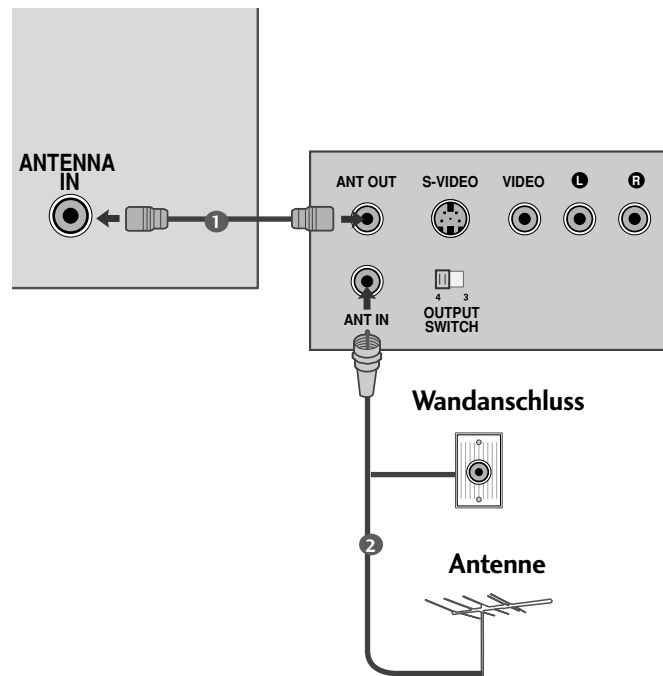 ANTENNA
IN
1
ANT OUT S-VIDEO VIDEO L R
4 3
ANT IN
OUTPUT
SWITCH
Wandanschluss
2
Antenne